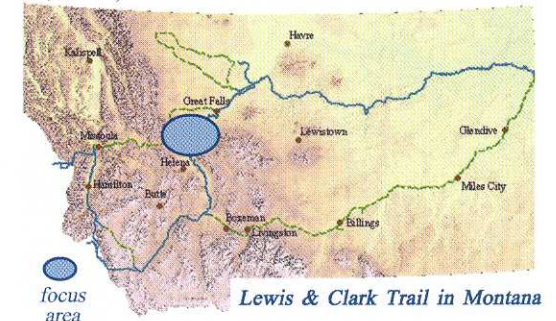 Havre
Kalispell
Great Falls
Lewistown
Glendive
Missoula
Helena
Hamilton
Butte
Miles City
Bozeman
Livingston
Billings
focus
area
Lewis & Clark Trail in Montana